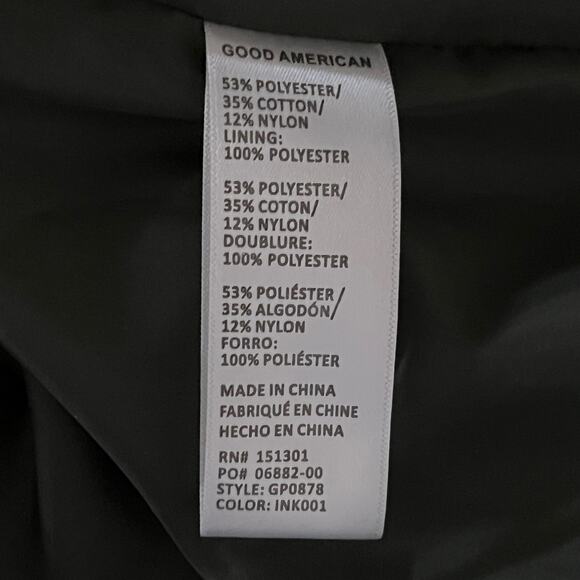 GOOD AMERICAN
53% POLYESTER/
35% COTTON/
12% NYLON
LINING:
100% POLYESTER
53% POLYESTER/
35% COTON/
12% NYLON
DOUBLURE:
100% POLYESTER
53% POLIÉSTER/
35% ALGODÓN/
12% NYLON
FORRO:
100% POLIÉSTER
MADE IN CHINA
FABRIQUÉ EN CHINE
HECHO EN CHINA
RN# 151301
PO# 06882-00
STYLE: GP0878
COLOR: INK001